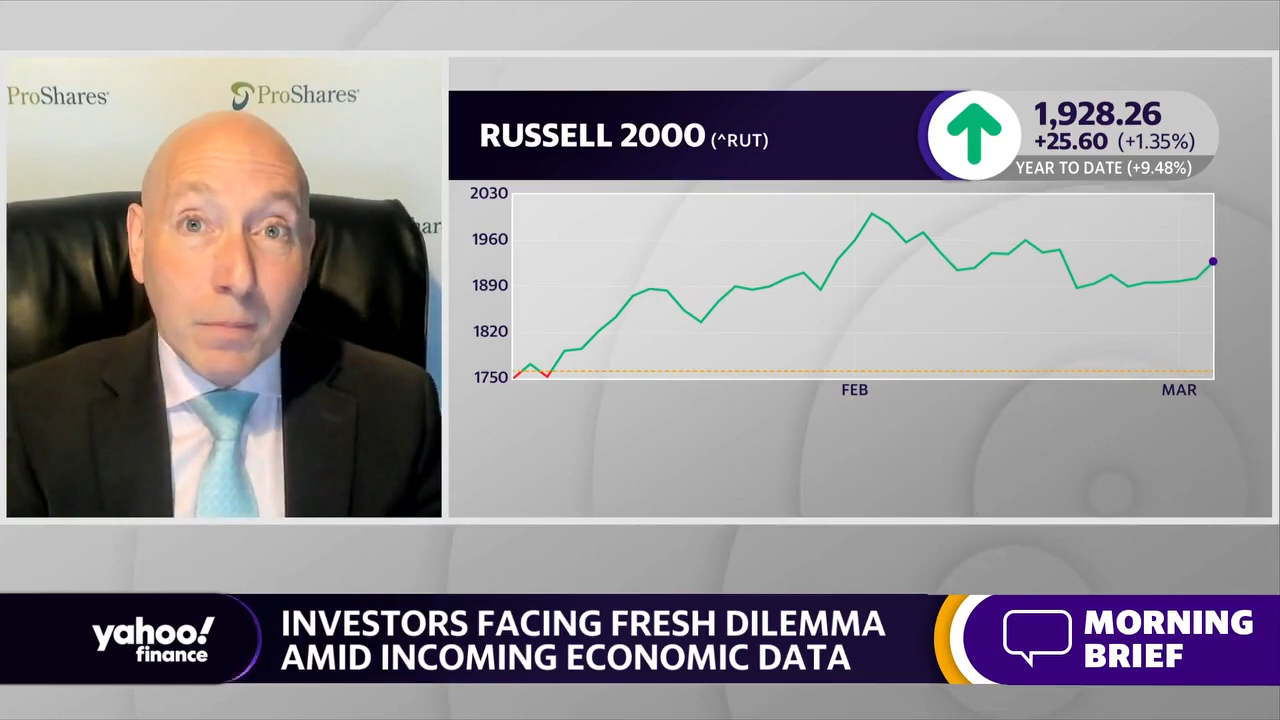 ProShares
ProShares
ar
RUSSELL 2000 (^RUT)
1,928.26
+25.60 (+1.35%)
YEAR TO DATE (+9.48%)
2030
1960
1890
1820
1750
FEB
MAR
yahoo!
finance
INVESTORS FACING FRESH DILEMMA
AMID INCOMING ECONOMIC DATA
MORNING
BRIEF